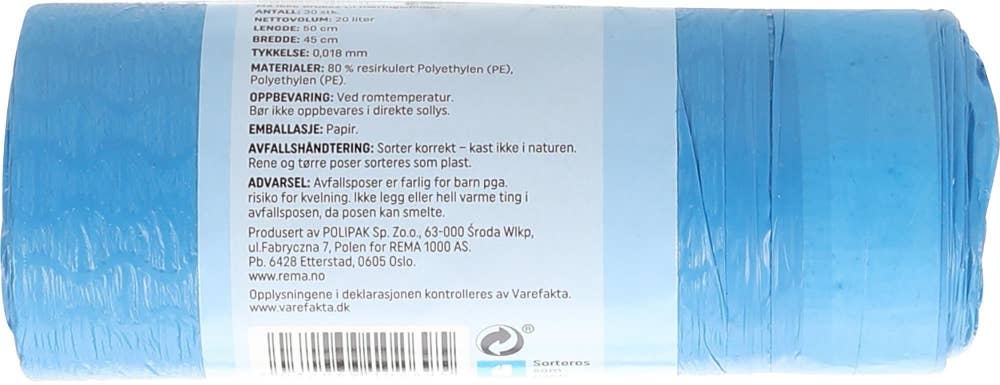 ANTALL: 30 stk.
NETTOVOLUM: 20 liter
LENGDE: 50 cm
BREDDE: 45 cm
TYKKELSE: 0,018 mm
MATERIALER: 80 % resirkulert Polyethylen (PE),
Polyethylen (PE).
OPPBEVARING: Ved romtemperatur.
Bør ikke oppbevares i direkte sollys.
EMBALLASJE: Papir.
AVFALLSHÅNDTERING: Sorter korrekt – kast ikke i naturen.
Rene og tørre poser sorteres som plast.
ADVARSEL: Avfallsposer er farlig for barn pga.
risiko for kvelning. Ikke legg eller hell varme ting i
avfallsposen, da posen kan smelte.
Produsert av POLIPAK Sp. Zo.o., 63-000 Środa Wlkp,
ul.Fabryczna 7, Polen for REMA 1000 AS.
Pb. 6428 Etterstad, 0605 Oslo.
www.rema.no
Opplysningene i deklarasjonen kontrolleres av Varefakta.
www.varefakta.dk
®
Sorteres
som